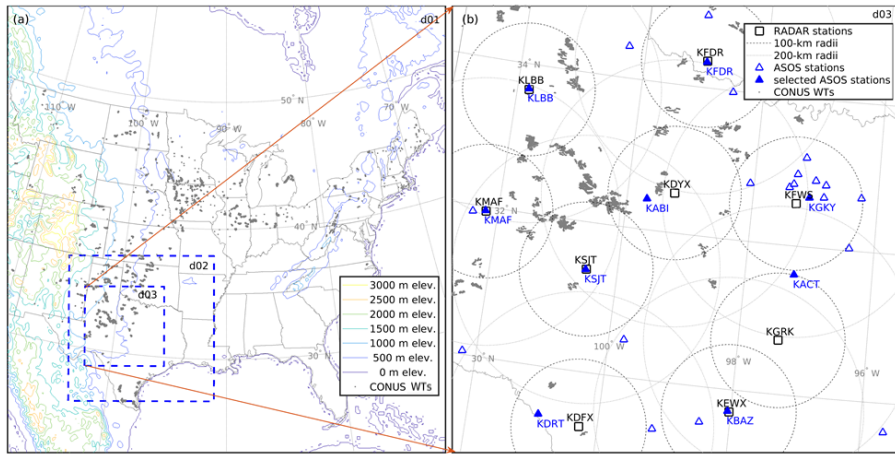 (a)
d01
110° W
100° W
90° W
80° W
70° W
60° W
50° N
40° N
30° N
d02
d03
3000 m elev.
2500 m elev.
2000 m elev.
1500 m elev.
1000 m elev.
500 m elev.
0 m elev.
CONUS WTs
(b)
d03
RADAR stations
100-km radii
200-km radii
ASOS stations
selected ASOS stations
CONUS WTs
KFDR
KFDR
34° N
KLBB
KLBB
KDYX
KABI
KFWS
KGKY
KMAF
32° N
KMAF
KSJT
KSJT
KACT
KGRK
30° N
100° W
98° W
96° W
KDRT
KDFX
KEWX
KBAZ